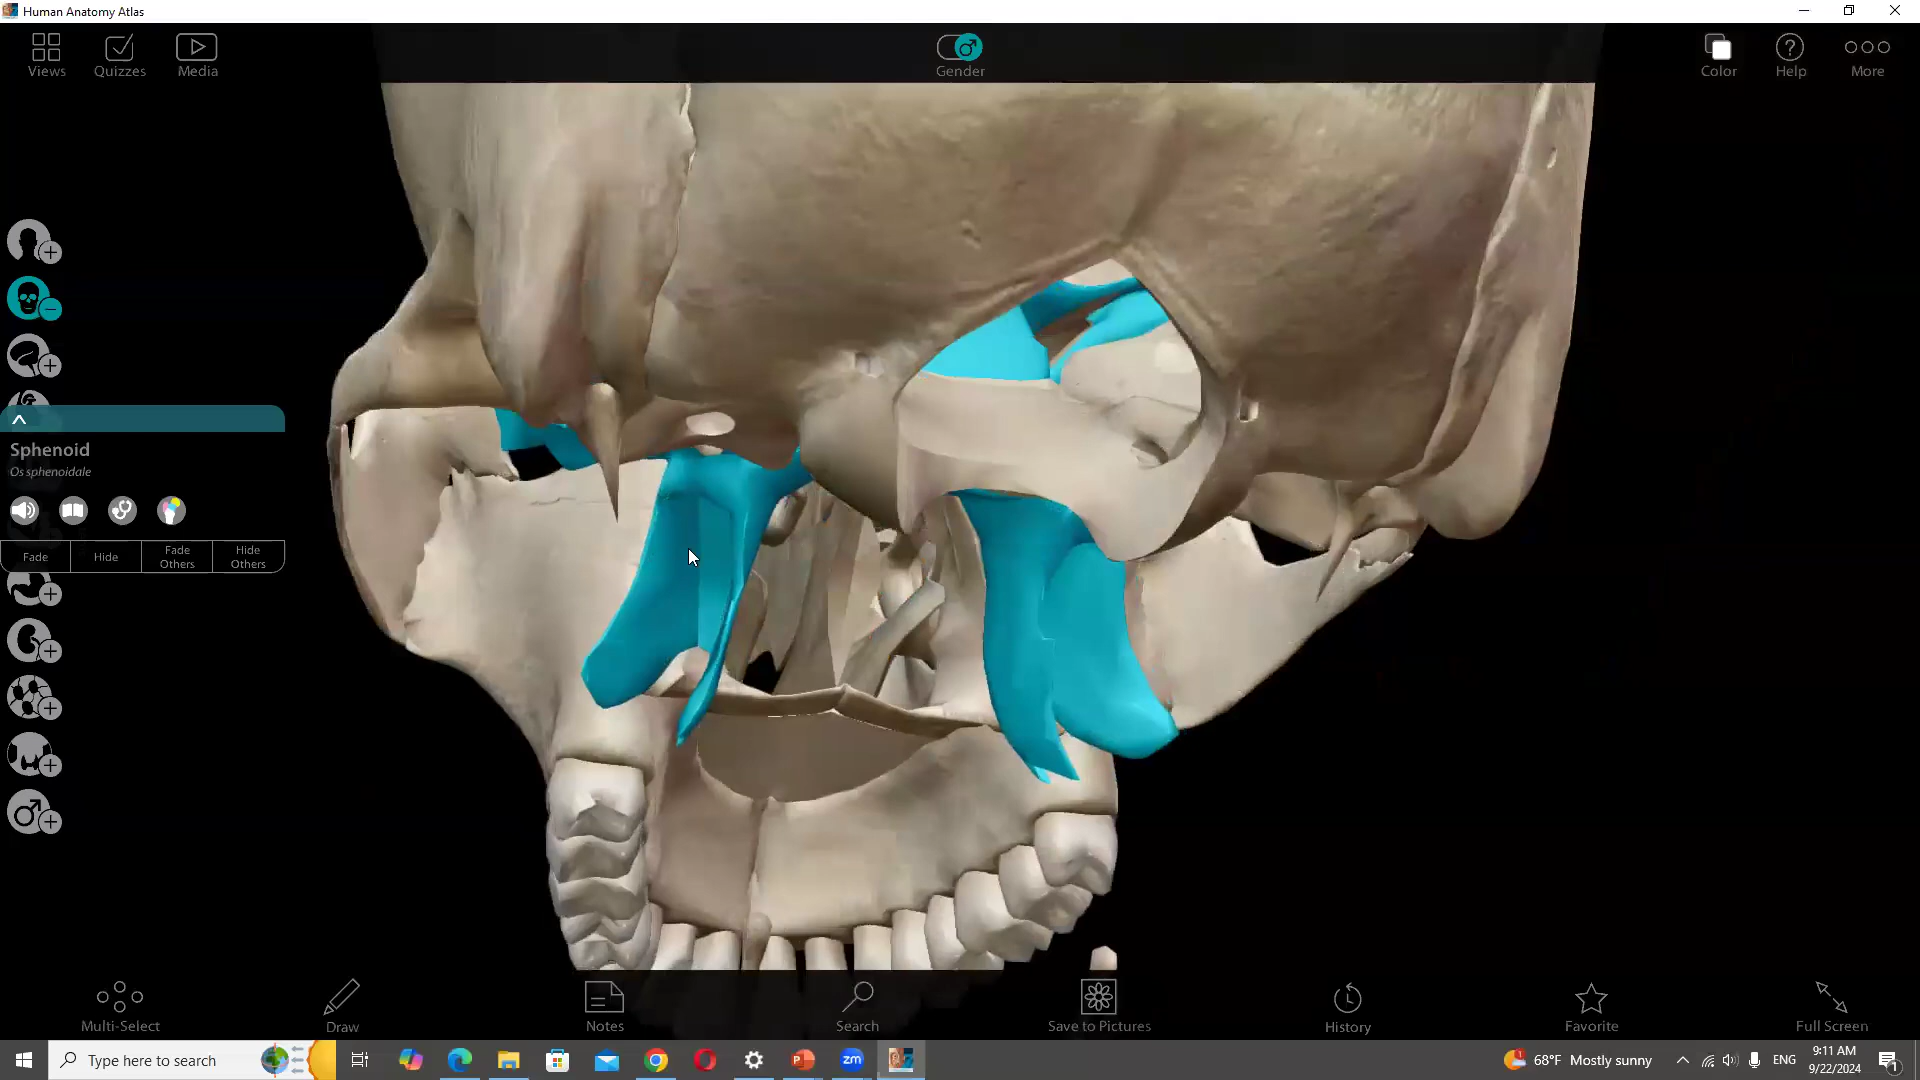 Human Anatomy Atlas
Views
Quizzes
Media
Gender
Color
Help
More
Sphenoid
Os sphenoidale
Fade
Hide
Fade
Others
Hide
Others
Multi-Select
Draw
Notes
Search
Save to Pictures
History
Favorite
Full Screen
Type here to search
zm
68°F Mostly sunny
ENG
9:11 AM
9/22/2024
1